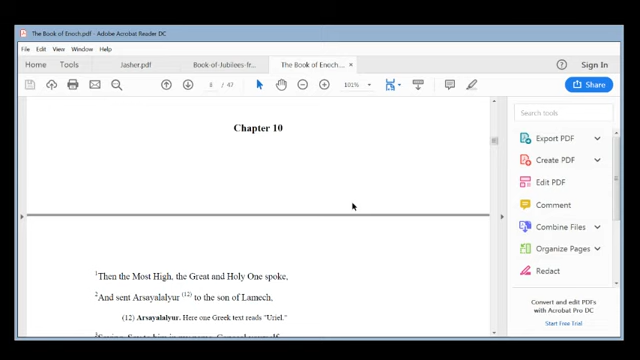 The Book of Enoch.pdf - Adobe Acrobat Reader DC
File Edit View Window Help
Home Tools Jasher.pdf Book-of-Jubilees-fr... The Book of Enoch.... × Sign In
8 / 47 101% Share
Search tools
Chapter 10
Export PDF
Create PDF
Edit PDF
Comment
Combine Files
Organize Pages
Redact
1Then the Most High, the Great and Holy One spoke,
2And sent Arsayalalyur (12) to the son of Lamech,
(12) Arsayalalyur. Here one Greek text reads "Uriel."
Convert and edit PDFs
with Acrobat Pro DC
Start Free Trial